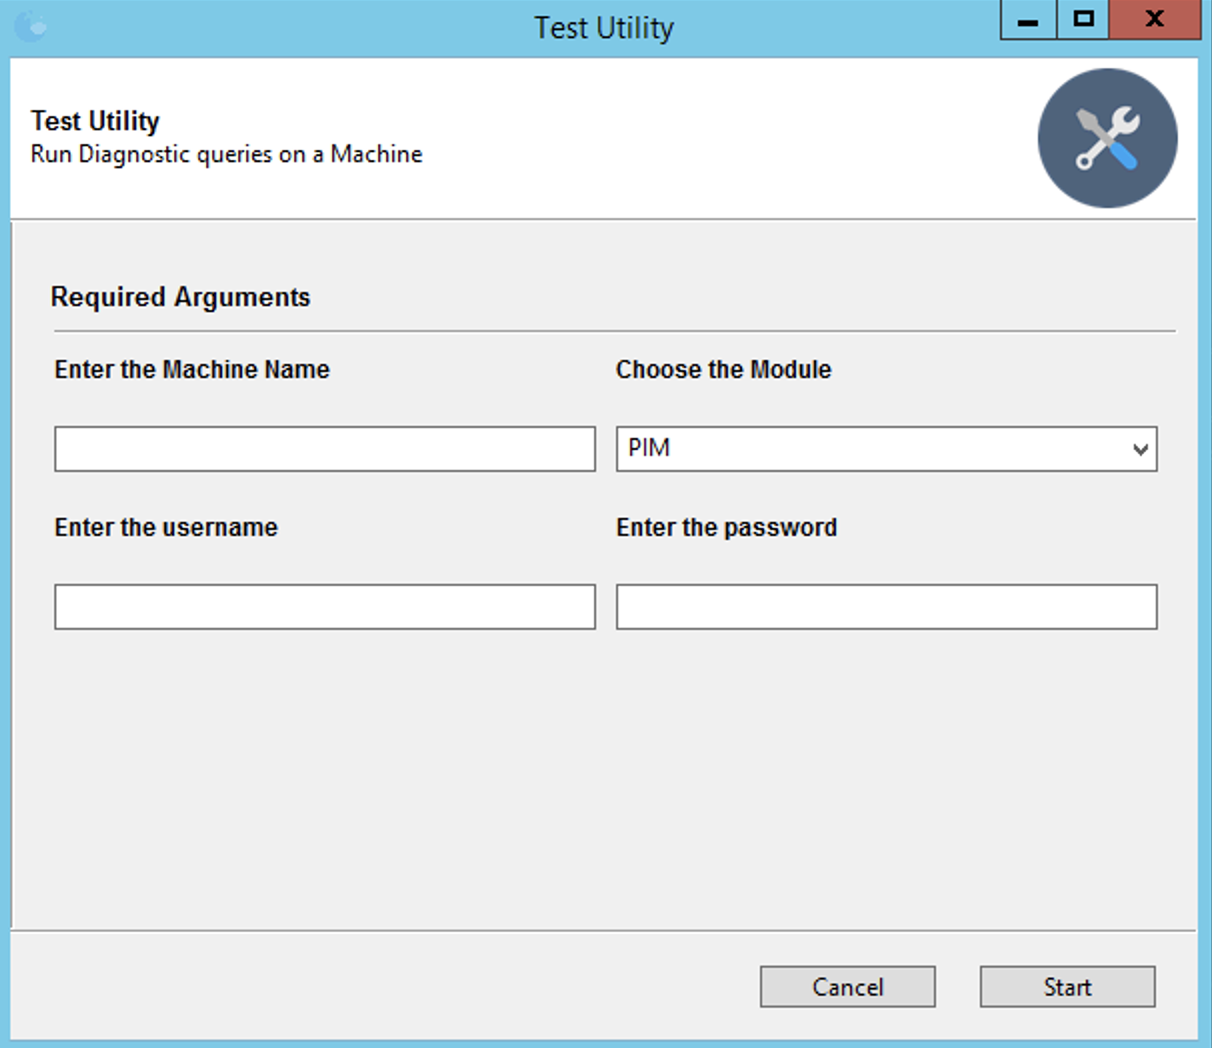 Test Utility
Test Utility
Run Diagnostic queries on a Machine
Required Arguments
Enter the Machine Name
Choose the Module
PIM
Enter the username
Enter the password
Cancel
Start